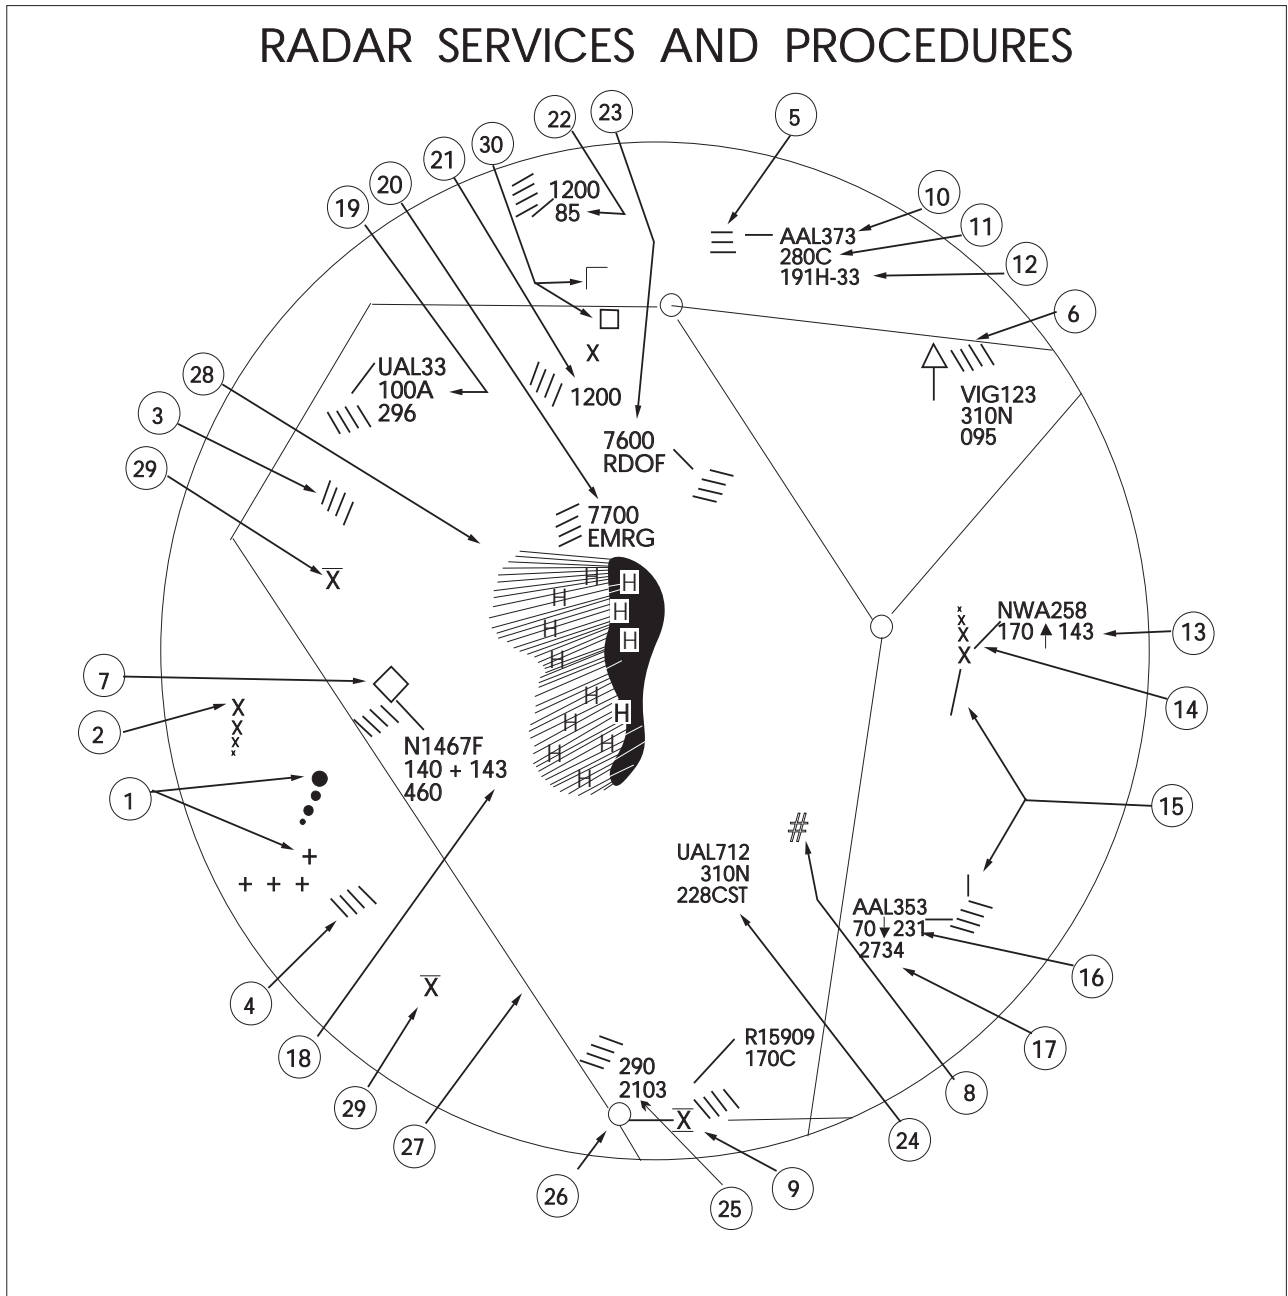 RADAR SERVICES AND PROCEDURES
22
23
5
30
21
20
19
1200
85
10
AAL373
280C
191H-33
11
12
6
X
UAL33
100A
296
1200
VIG123
310N
095
28
3
29
7600
RDOF
7700
EMRG
X
H
H
H
H
H
H
H
H
H
H
H
H
H
H
NWA258
170 143
13
x
x
X
X
14
7
2
X
X
x
x
N1467F
140 + 143
460
1
15
+
+ + +
#
UAL712
310N
228CST
AAL353
70 231
2734
16
4
X
18
29
27
17
R15909
170C
290
2103
X
8
24
26
25
9